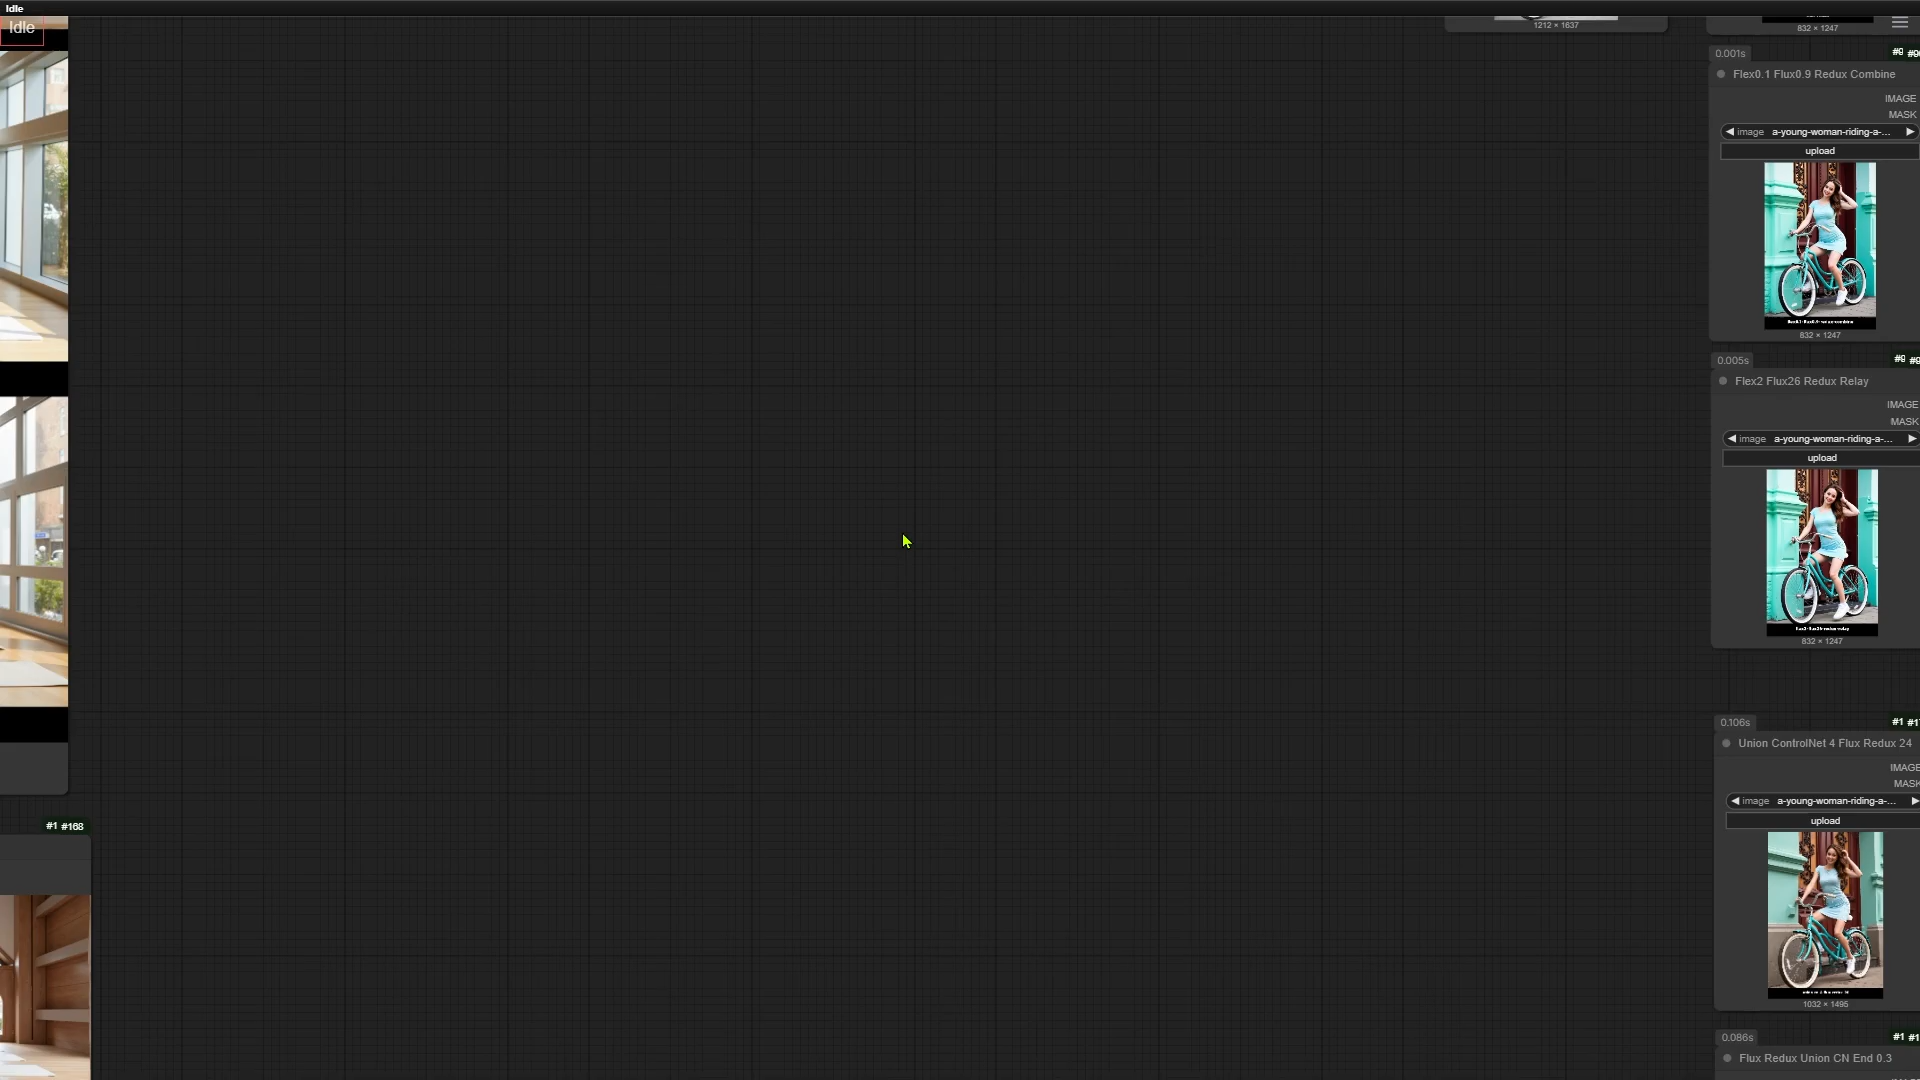 Idle
Idle
1212 × 1637
832 × 1247
0.001s
Flex0.1 Flux0.9 Redux Combine
IMAGE
MASK
image a-young-woman-riding-a-...
upload
832 × 1247
0.005s
Flex2 Flux26 Redux Relay
IMAGE
MASK
image a-young-woman-riding-a-...
upload
832 × 1247
0.106s
#1
Union ControlNet 4 Flux Redux 24
IMAGE
MASK
image a-young-woman-riding-a-...
upload
1032 × 1495
#1 #168
0.086s
#1
Flux Redux Union CN End 0.3